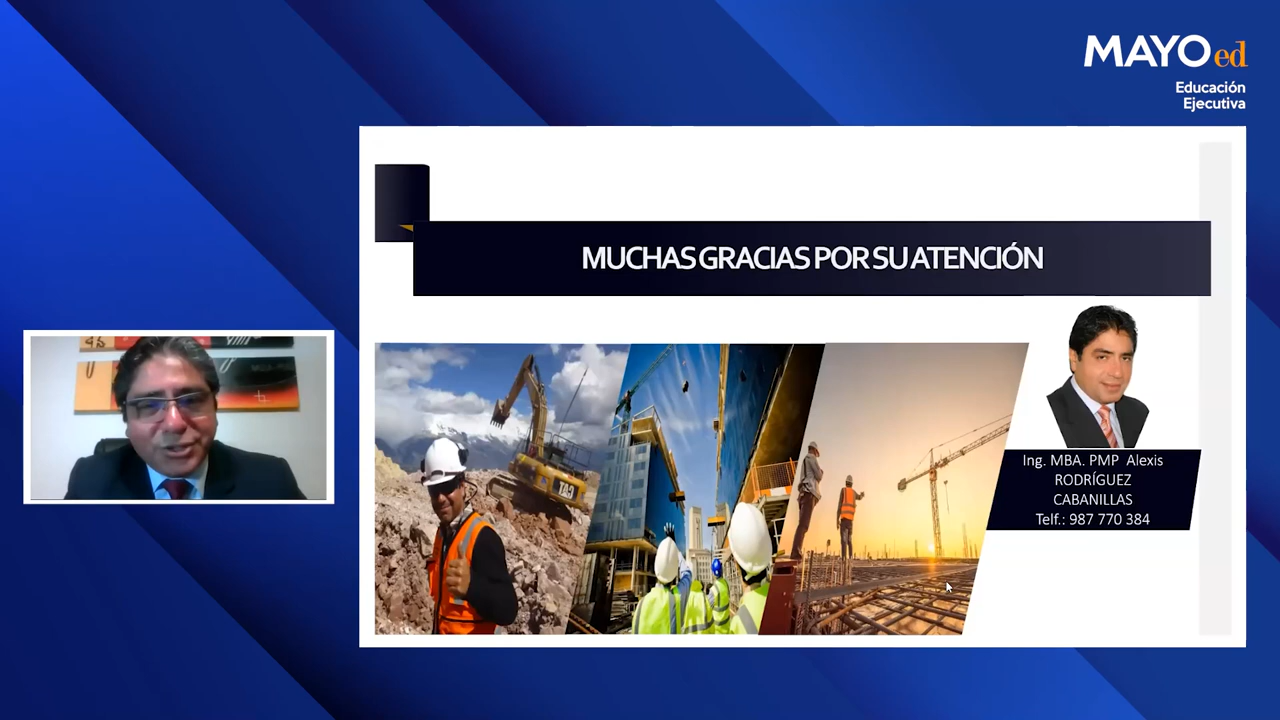 MAYO ed
Educación
Ejecutiva
MUCHAS GRACIAS POR SU ATENCIÓN
CAT
Ing. MBA. PMP Alexis
RODRÍGUEZ
CABANILLAS
Telf.: 987 770 384